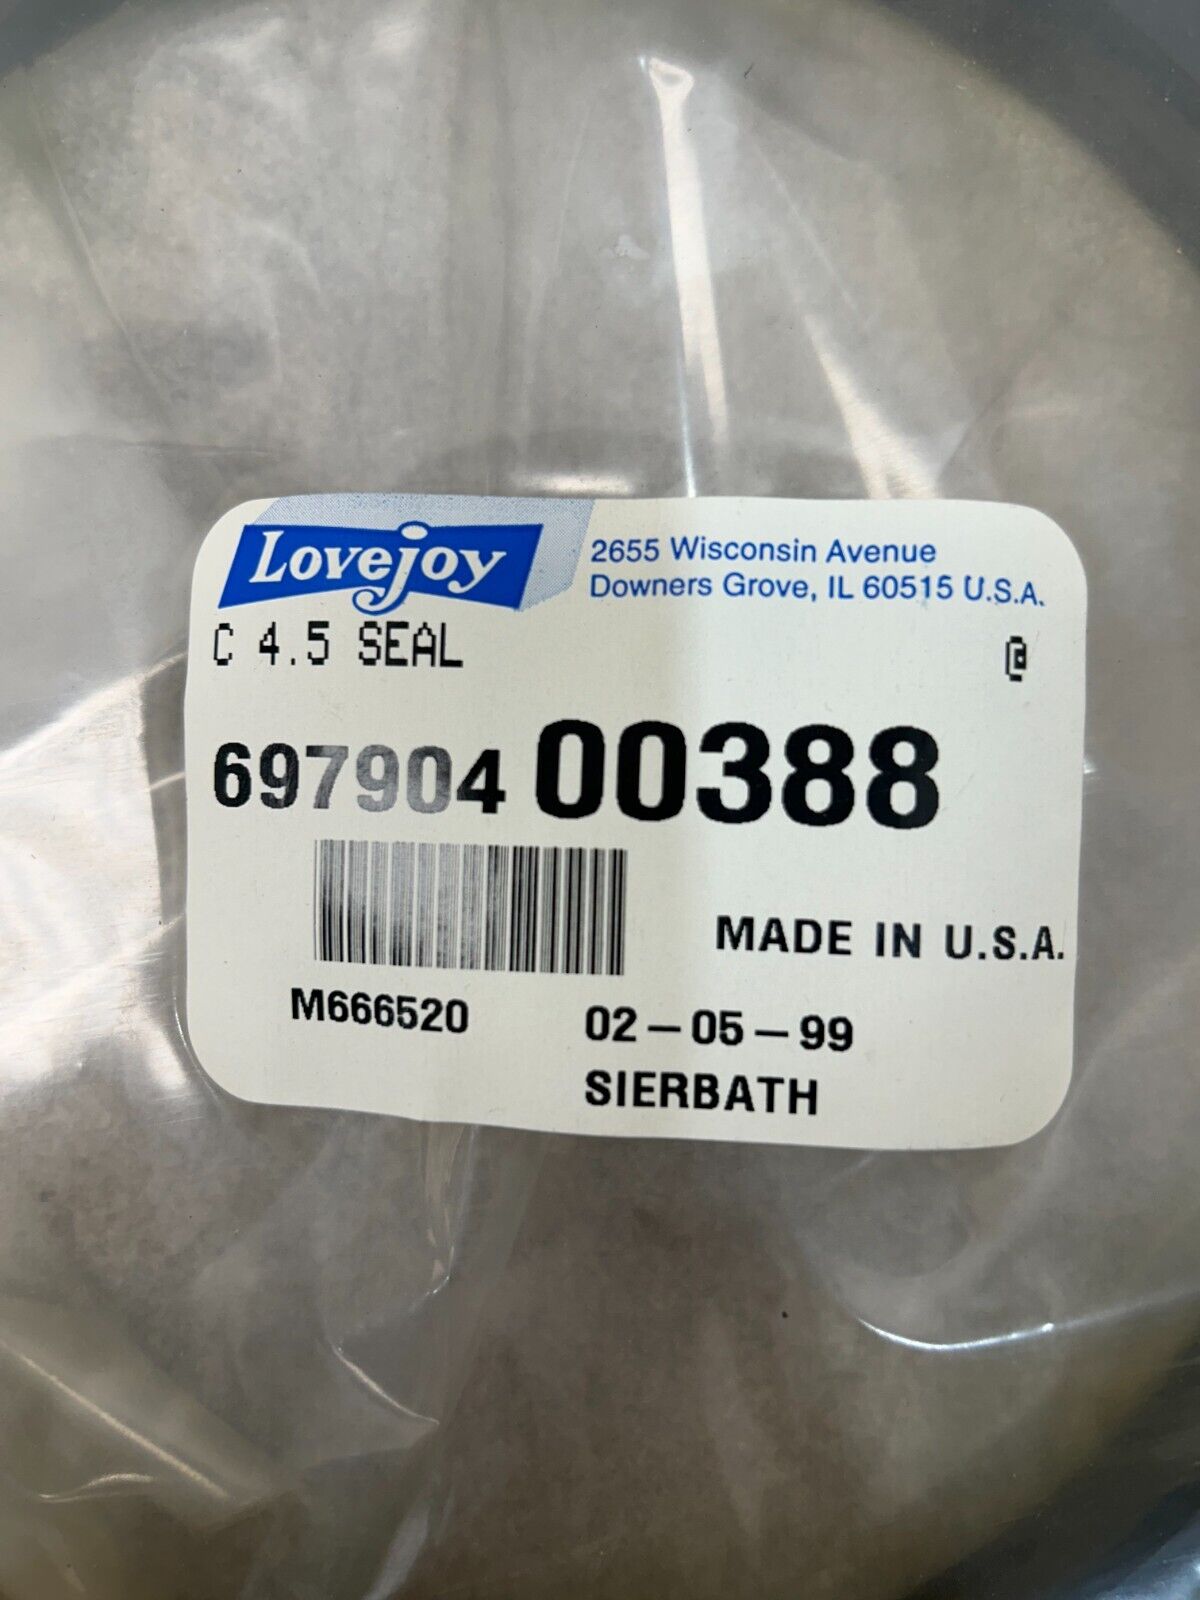 Lovejoy
2655 Wisconsin Avenue
Downers Grove, IL 60515 U.S.A.
C 4.5 SEAL @
697904 00388
MADE IN U.S.A.
M666520 02-05-99
SIERBATH